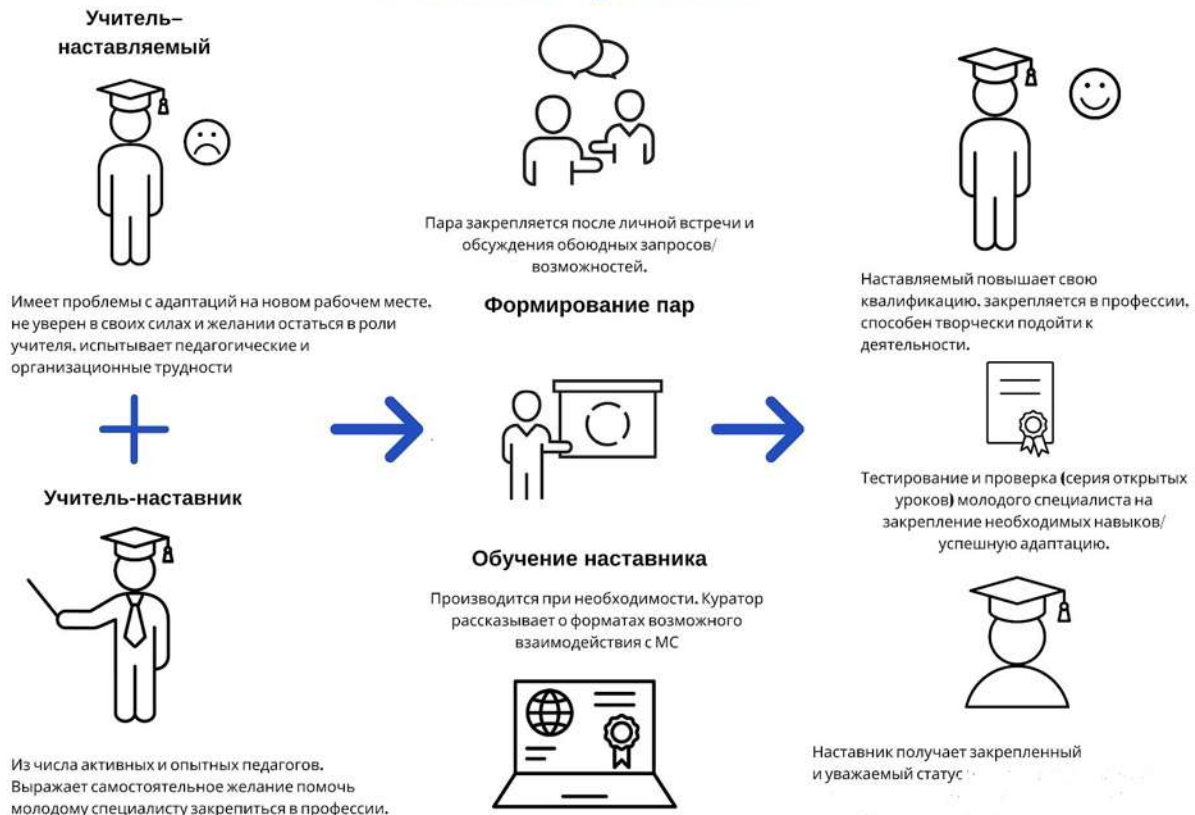 Учитель–
наставляемый
Имеет проблемы с адаптаций на новом рабочем месте.
не уверен в своих силах и желании остаться в роли
учителя. испытывает педагогические и
организационные трудности
Учитель-наставник
Из числа активных и опытных педагогов.
Выражает самостоятельное желание помочь
молодому специалисту закрепиться в профессии.
Пара закрепляется после личной встречи и
обсуждения обоюдных запросов/
возможностей.
Формирование пар
Обучение наставника
Производится при необходимости. Куратор
рассказывает о форматах возможного
взаимодействия с МС
Наставляемый повышает свою
квалификацию. закрепляется в профессии.
способен творчески подойти к
деятельности.
Тестирование и проверка (серия открытых
уроков) молодого специалиста на
закрепление необходимых навыков/
успешную адаптацию.
Наставник получает закрепленный
и уважаемый статус